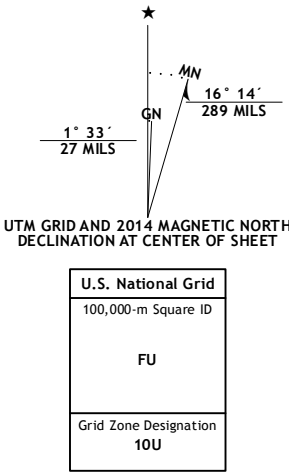 ★
MN
GN
16° 14´
289 MILS
1° 33´
27 MILS
UTM GRID AND 2014 MAGNETIC NORTH
DECLINATION AT CENTER OF SHEET
U.S. National Grid
100,000-m Square ID
FU
Grid Zone Designation
10U